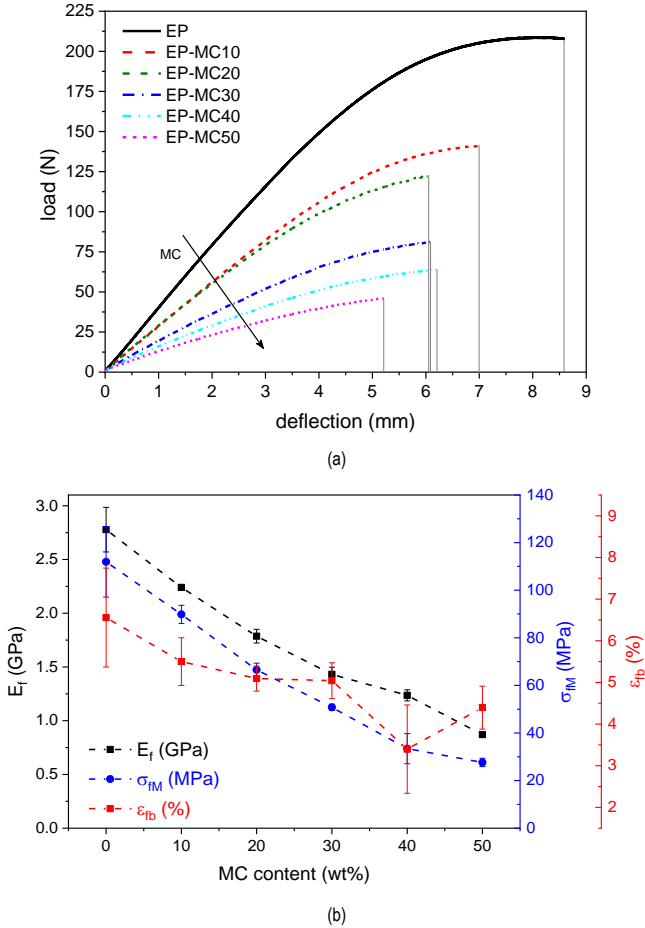 225
200
175
150
125
100
75
50
25
0
load (N)
EP
EP-MC10
EP-MC20
EP-MC30
EP-MC40
EP-MC50
MC
0 1 2 3 4 5 6 7 8 9
deflection (mm)
(a)
3.0
2.5
2.0
1.5
1.0
0.5
0.0
E_f (GPa)
E_f (GPa)
σ_fM (MPa)
ε_fb (%)
140
120
100
80
60
40
20
0
σ_fM (MPa)
9
8
7
6
5
4
3
2
ε_fb (%)
0 10 20 30 40 50
MC content (wt%)
(b)